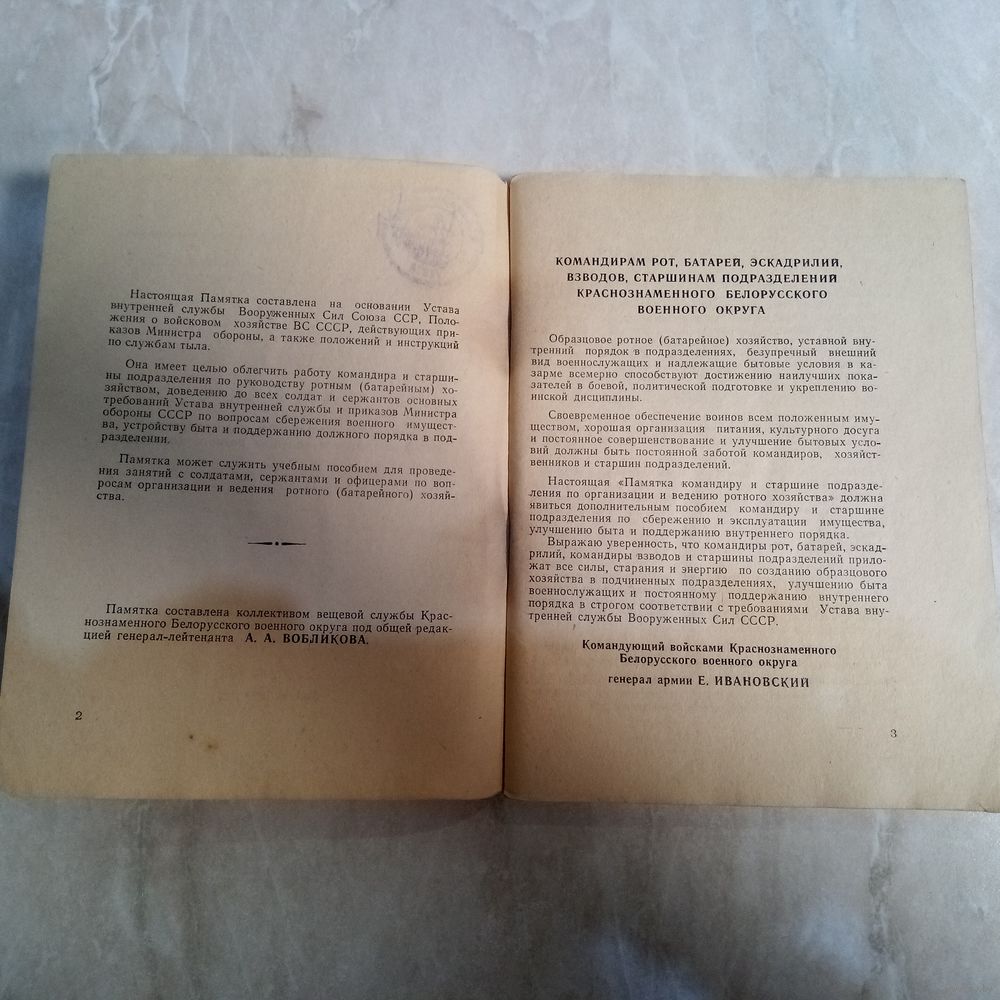 Настоящая Памятка составлена на основании Устава
внутренней службы Вооруженных Сил Союза ССР, Поло-
жения о войсковом хозяйстве ВС СССР, действующих при-
казов Министра обороны, а также положений и инструкций
по службам тыла.
Она имеет целью облегчить работу командира и старши-
ны подразделения по руководству ротным (батарейным) хо-
зяйством, доведению до всех солдат и сержантов основных
требований Устава внутренней службы и приказов Министра
обороны СССР по вопросам сбережения военного имущест-
ва, устройству быта и поддержанию должного порядка в под-
разделении.
Памятка может служить учебным пособием для проведе-
ния занятий с солдатами, сержантами и офицерами по воп-
росам организации и ведения ротного (батарейного) хозяй-
ства.
Памятка составлена коллективом вещевой службы Крас-
нознаменного Белорусского военного округа под общей редак-
цией генерал-лейтенанта А. А. ВОБЛИКОВА.
2
КОМАНДИРАМ РОТ, БАТАРЕЙ, ЭСКАДРИЛИЙ,
ВЗВОДОВ, СТАРШИНАМ ПОДРАЗДЕЛЕНИЙ
КРАСНОЗНАМЕННОГО БЕЛОРУССКОГО
ВОЕННОГО ОКРУГА
Образцовое ротное (батарейное) хозяйство, уставной вну-
тренний порядок в подразделениях, безупречный внешний
вид военнослужащих и надлежащие бытовые условия в ка-
зарме всемерно способствуют достижению наилучших пока-
зателей в боевой, политической подготовке и укреплению во-
инской дисциплины.
Своевременное обеспечение воинов всем положенным иму-
ществом, хорошая организация питания, культурного досуга
и постоянное совершенствование и улучшение бытовых усло-
вий должны быть постоянной заботой командиров, хозяйст-
венников и старшин подразделений.
Настоящая «Памятка командиру и старшине подразде-
ления по организации и ведению ротного хозяйства» должна
явиться дополнительным пособием командиру и старшине
подразделения по сбережению и эксплуатации имущества,
улучшению быта и поддержанию внутреннего порядка.
Выражаю уверенность, что командиры рот, батарей, эскад-
рилий, командиры взводов и старшины подразделений прило-
жат все силы, старания и энергию по созданию образцового
хозяйства в подчиненных подразделениях, улучшению быта
военнослужащих и постоянному поддержанию внутреннего
порядка в строгом соответствии с требованиями Устава вну-
тренней службы Вооруженных Сил СССР.
Командующий войсками Краснознаменного
Белорусского военного округа
генерал армии Е. ИВАНОВСКИЙ
3